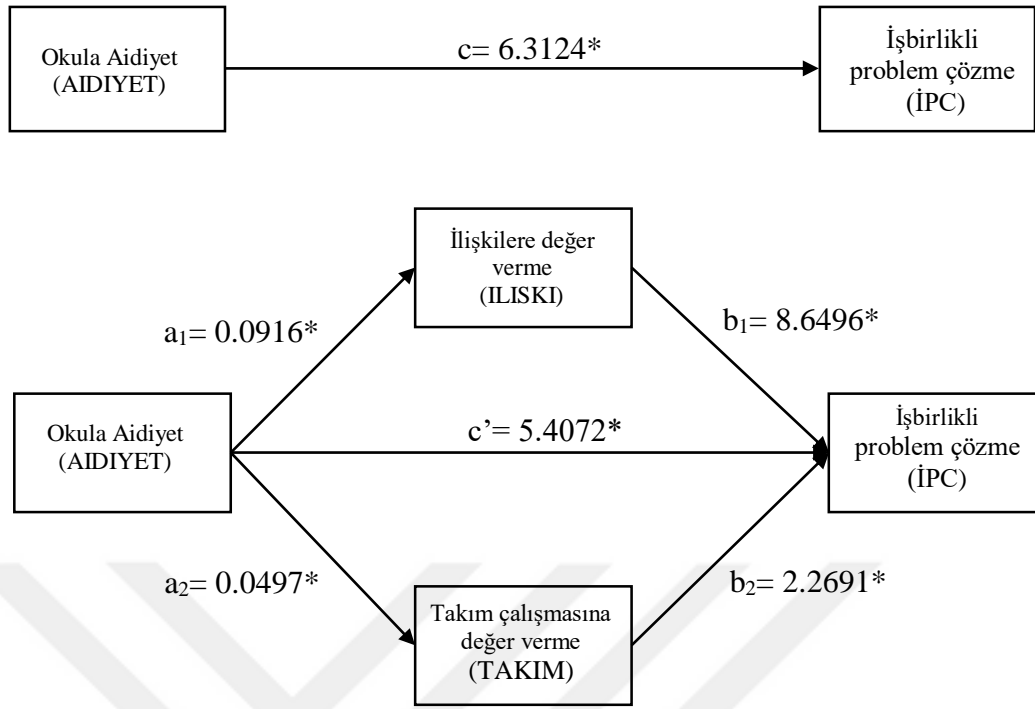 Okula Aidiyet
(AIDIYET)
c= 6.3124*
İşbirlikli
problem çözme
(İPC)
İlişkilere değer
verme
(ILISKI)
a₁= 0.0916*
b₁= 8.6496*
Okula Aidiyet
(AIDIYET)
c’= 5.4072*
İşbirlikli
problem çözme
(İPC)
a₂= 0.0497*
b₂= 2.2691*
Takım çalışmasına
değer verme
(TAKIM)